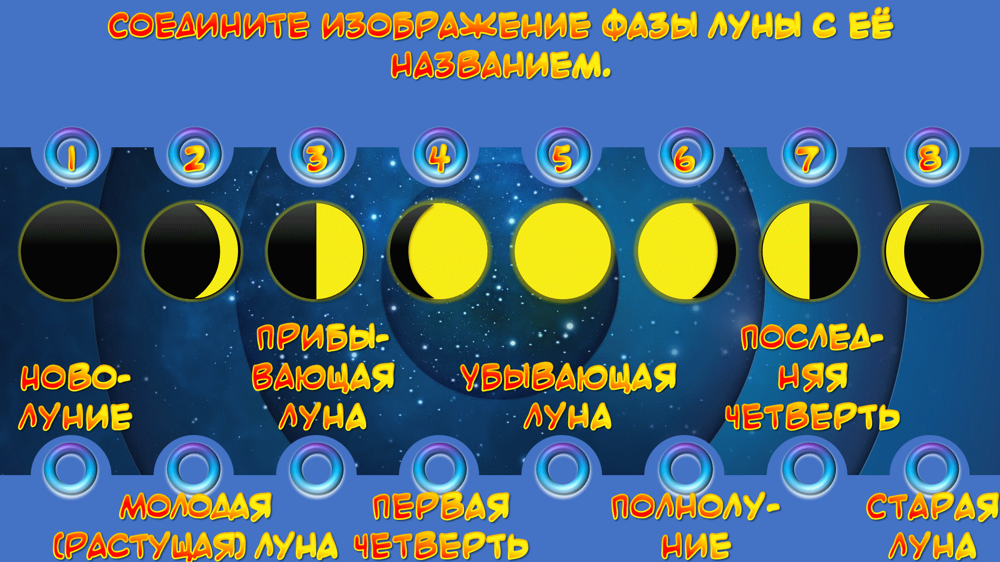 СОЕДИНИТЕ ИЗОБРАЖЕНИЕ ФАЗЫ ЛУНЫ С ЕЁ
НАЗВАНИЕМ.
1 2 3 4 5 6 7 8
НОВО-
ЛУНИЕ
ПРИБЫ-
ВАЮЩАЯ
ЛУНА
УБЫВАЮЩАЯ
ЛУНА
ПОСЛЕД-
НЯЯ
ЧЕТВЕРТЬ
МОЛОДАЯ
(РАСТУЩАЯ) ЛУНА
ПЕРВАЯ
ЧЕТВЕРТЬ
ПОЛНОЛУ-
НИЕ
СТАРАЯ
ЛУНА